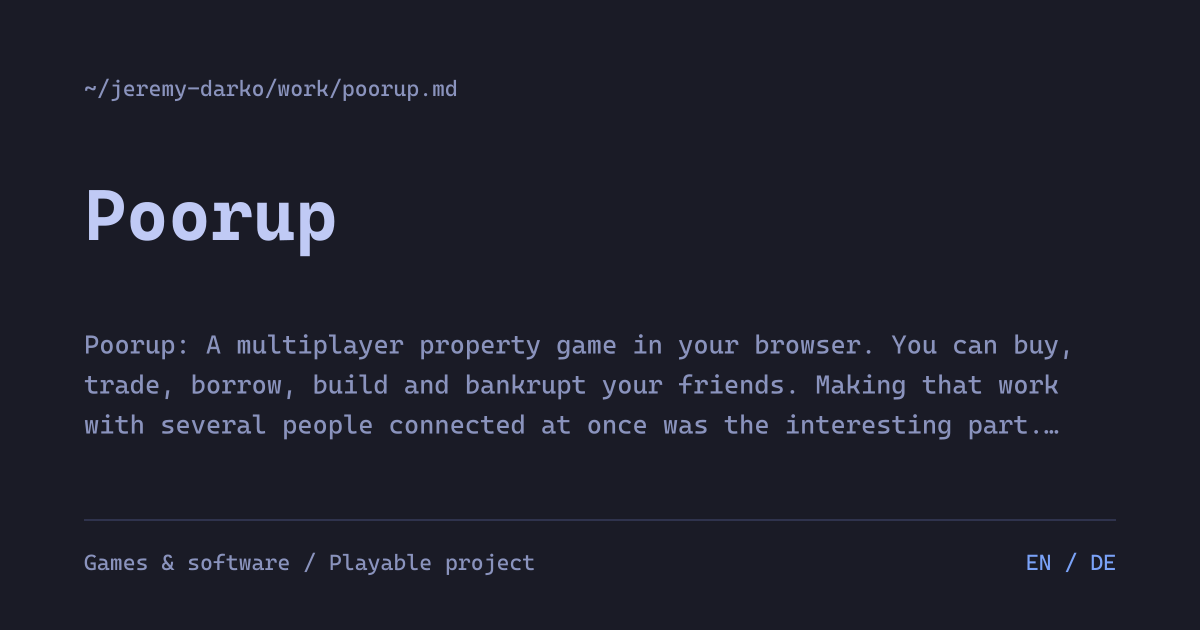 ~/jeremy-darko/work/poorup.md
Poorup
Poorup: A multiplayer property game in your browser. You can buy,
trade, borrow, build and bankrupt your friends. Making that work
with several people connected at once was the interesting part.…
Games & software / Playable project
EN / DE